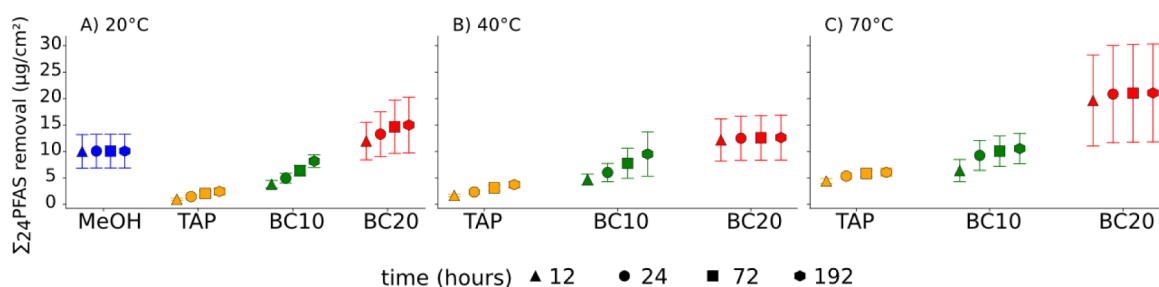 A) 20°C
B) 40°C
C) 70°C
Σ24PFAS removal (µg/cm²)
30
25
20
15
10
5
0
MeOH TAP BC10 BC20
TAP BC10 BC20
TAP BC10 BC20
time (hours) 12 24 72 192